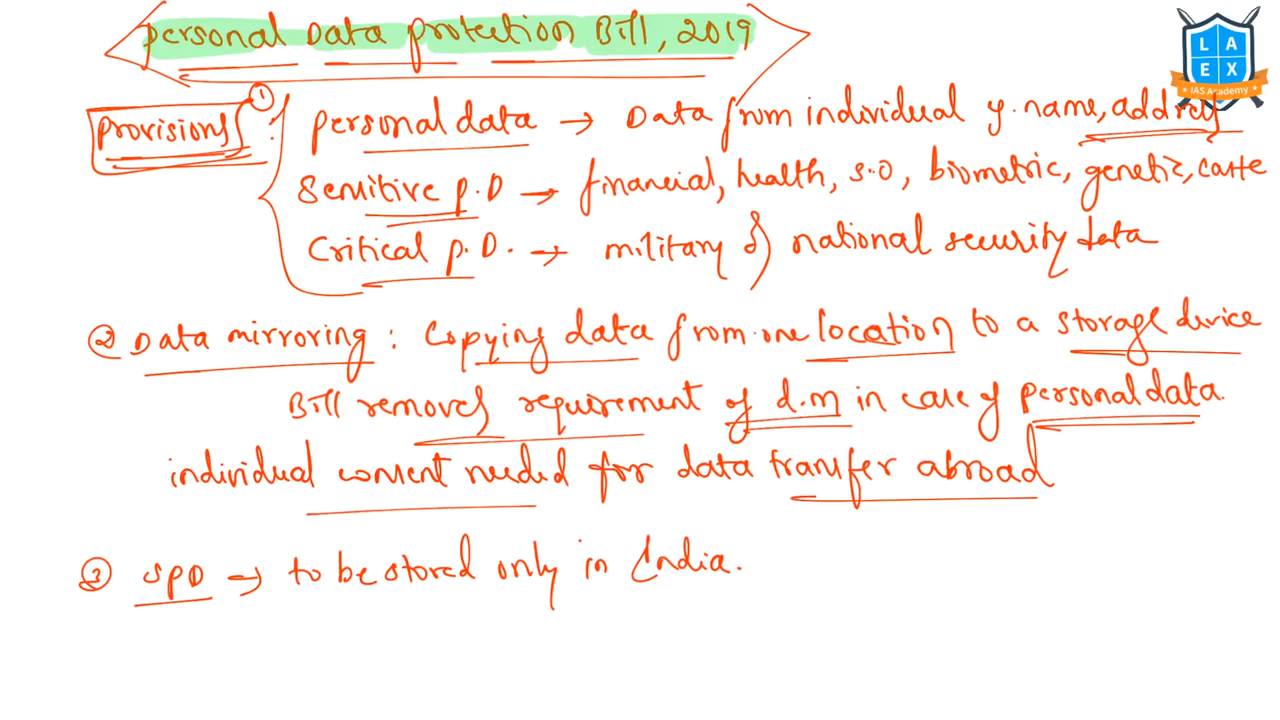 personal Data protection Bill, 2019
LAEX
IAS Academy
provisions ① :
personal data → Data from individual y. name, address
Sensitive p.D → financial, health, s.o, biometric, genetic, caste
Critical p.D. → military & national security data
② Data mirroring : Copying data from one location to a storage device
Bill removes requirement of d.m in case of personal data.
individual consent needed for data transfer abroad
③ SPD → to be stored only in India.